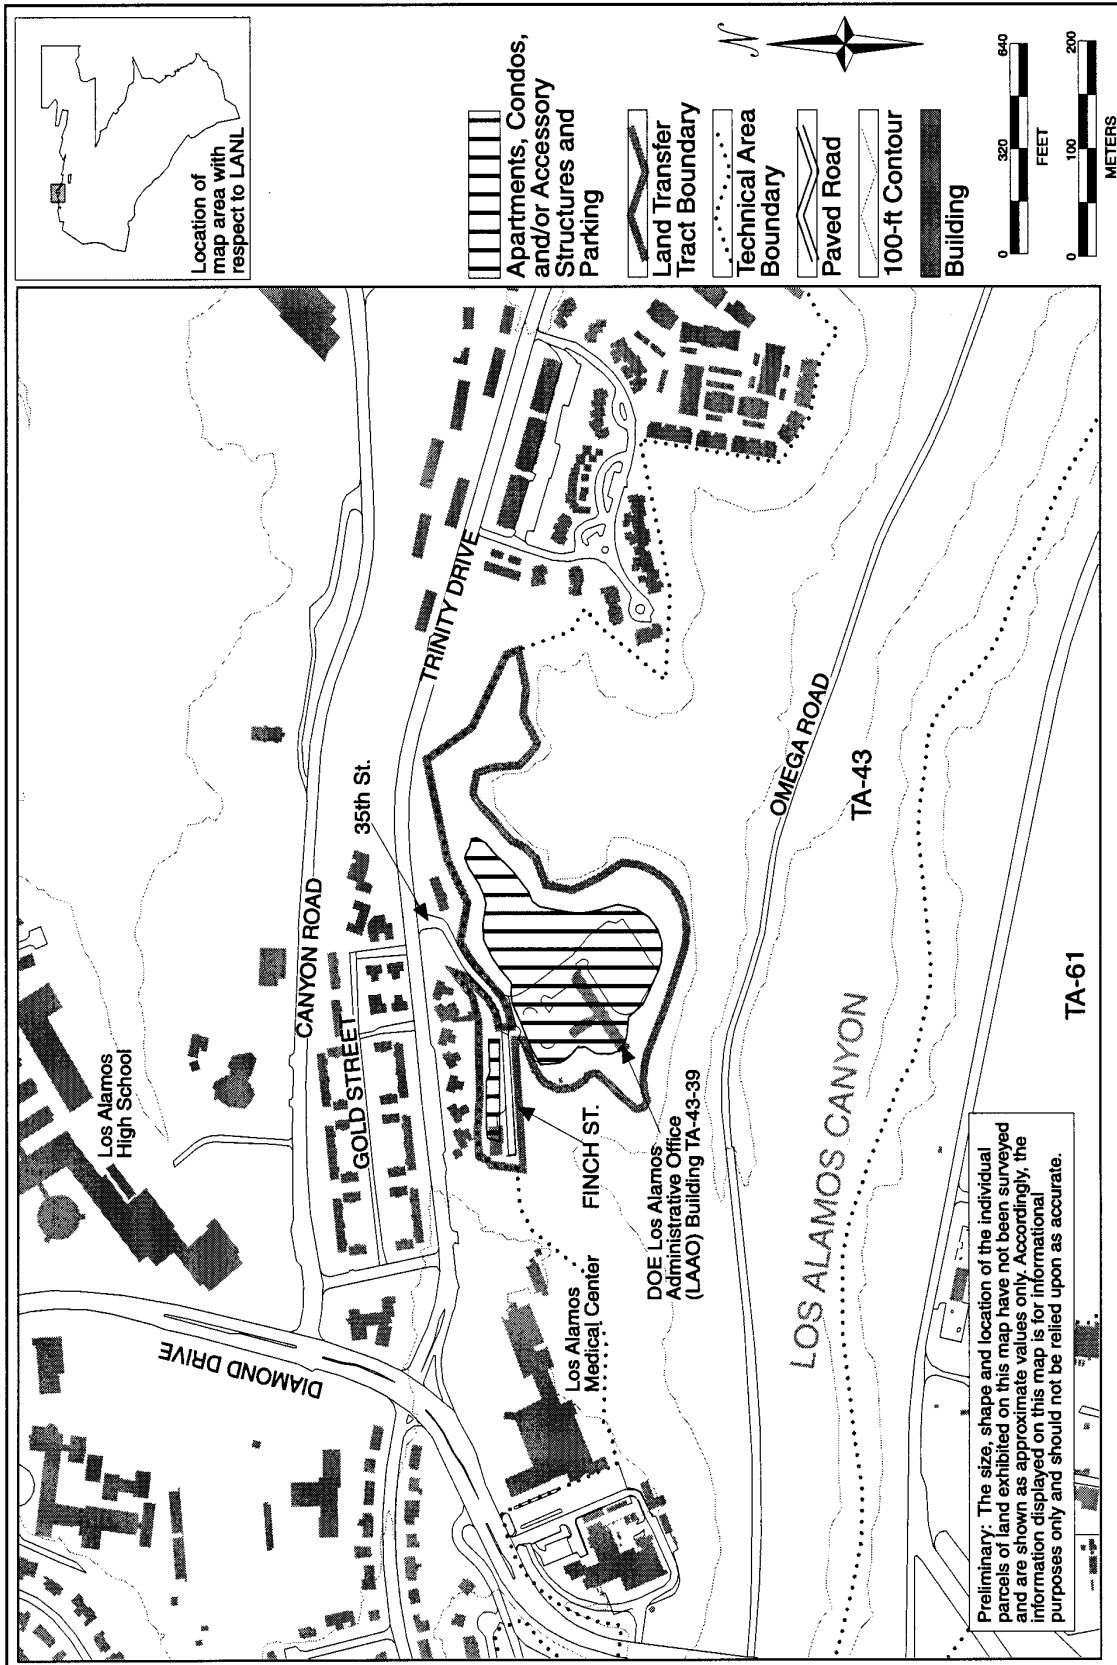 Location of
map area with
respect to LANL
Apartments, Condos,
and/or Accessory
Structures and
Parking
Land Transfer
Tract Boundary
Technical Area
Boundary
Paved Road
100-ft Contour
Building
N
0 320 640
FEET
0 100 200
METERS
Los Alamos
High School
CANYON ROAD
35th St.
TRINITY DRIVE
GOLD STREET
DIAMOND DRIVE
FINCH ST.
Los Alamos
Medical Center
DOE Los Alamos
Administrative Office
(LAAO) Building TA-43-39
OMEGA ROAD
TA-43
LOS ALAMOS CANYON
TA-61
Preliminary: The size, shape and location of the individual
parcels of land exhibited on this map have not been surveyed
and are shown as approximate values only. Accordingly, the
information displayed on this map is for informational
purposes only and should not be relied upon as accurate.